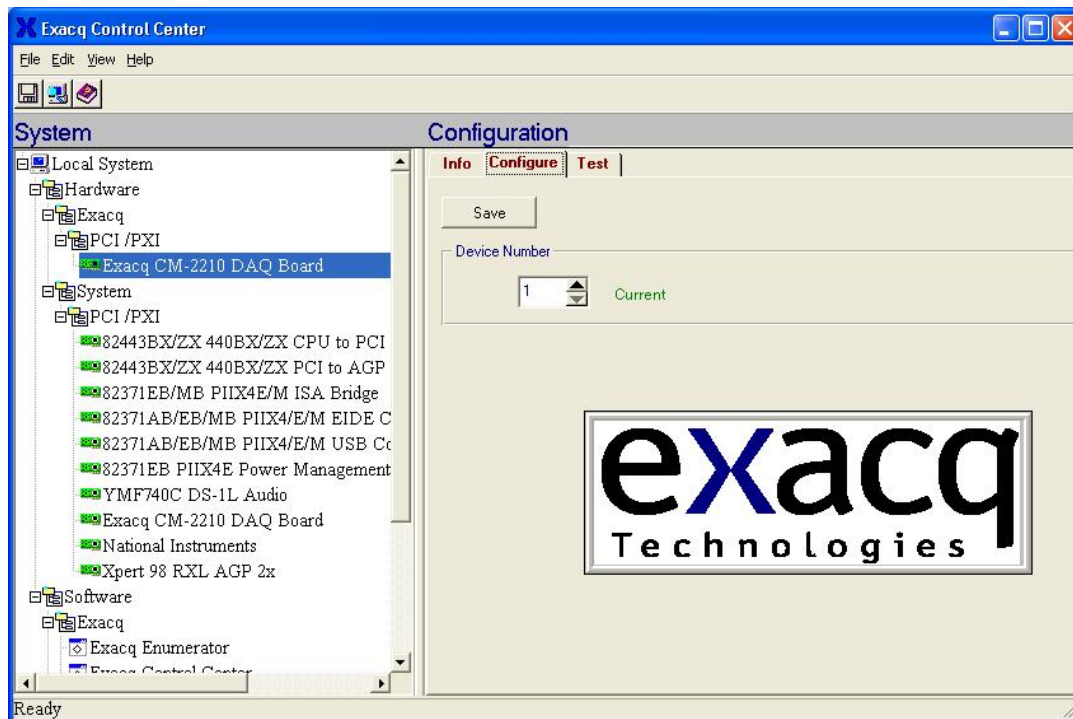 Exacq Control Center
File Edit View Help
System
Configuration
Local System
Hardware
Exacq
PCI /PXI
Exacq CM-2210 DAQ Board
System
PCI /PXI
82443BX/ZX 440BX/ZX CPU to PCI
82443BX/ZX 440BX/ZX PCI to AGP
82371EB/MB PIIX4E/M ISA Bridge
82371AB/EB/MB PIIX4/E/M EIDE C
82371AB/EB/MB PIIX4/E/M USB Co
82371EB PIIX4E Power Management
YMF740C DS-1L Audio
Exacq CM-2210 DAQ Board
National Instruments
Xpert 98 RXL AGP 2x
Software
Exacq
Exacq Enumerator
Exacq Control Center
Info Configure Test
Save
Device Number
1 Current
exacq
Technologies
Ready